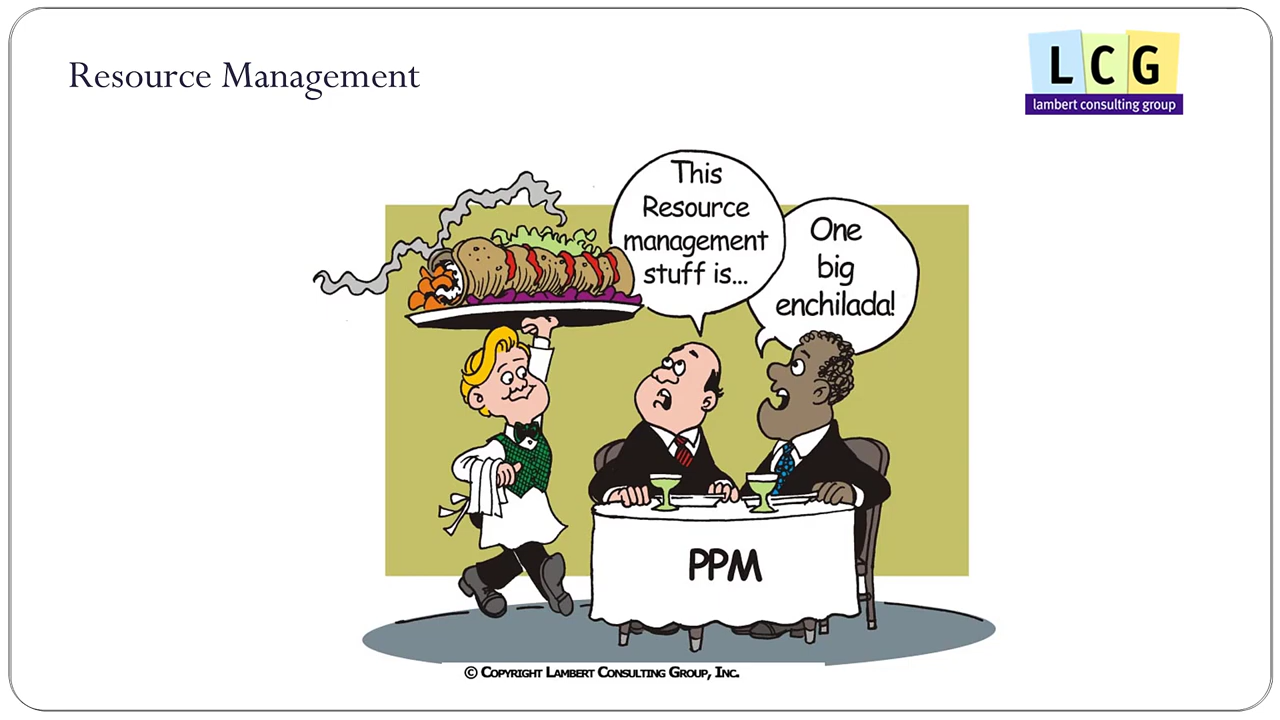 Resource Management
L C G
lambert consulting group
This
Resource
management
stuff is...
One
big
enchilada!
PPM
© Copyright Lambert Consulting Group, Inc.